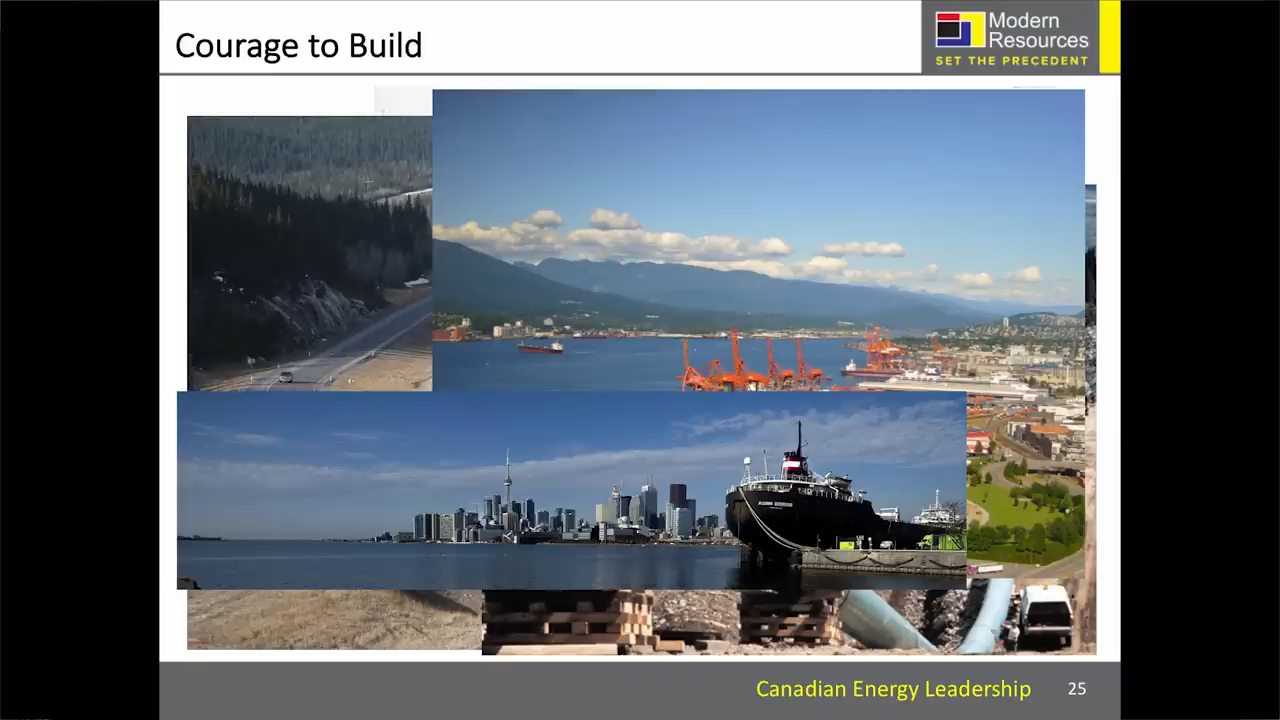 Courage to Build
Modern
Resources
SET THE PRECEDENT
Canadian Energy Leadership
25